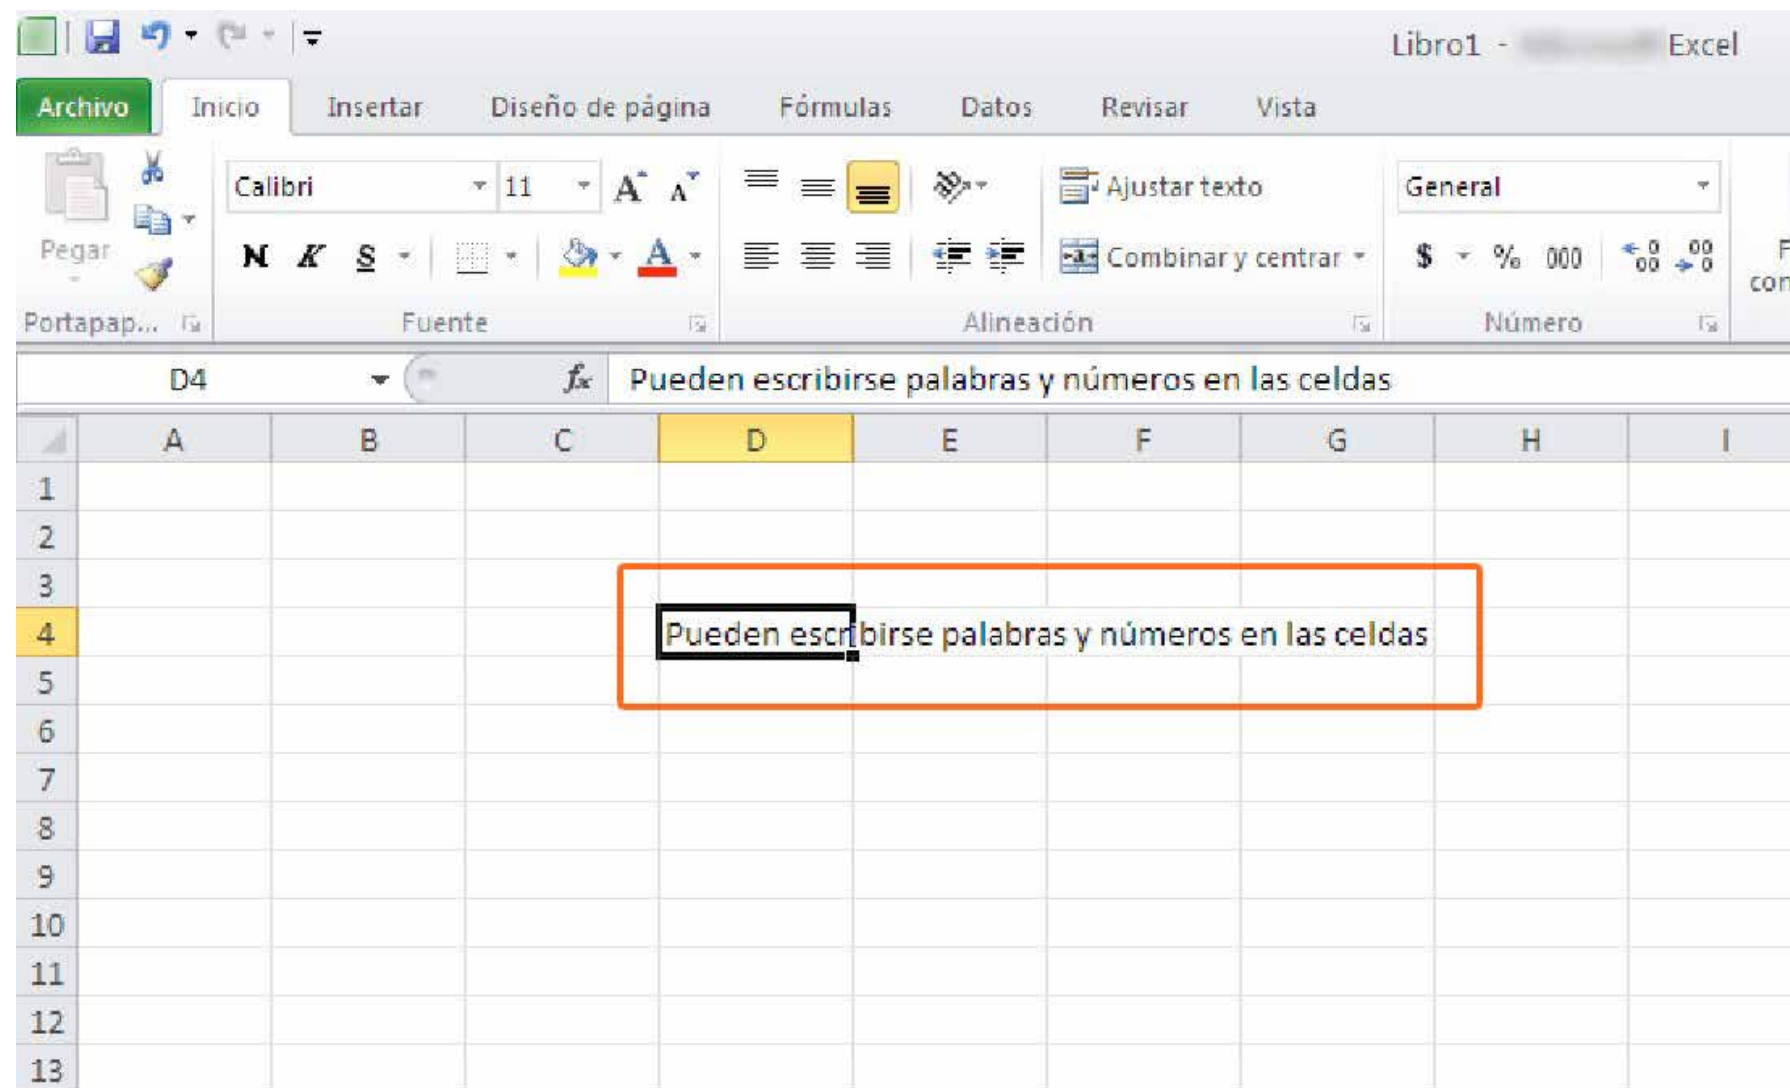 Libro1 - Excel
Archivo Inicio Insertar Diseño de página Fórmulas Datos Revisar Vista
Calibri 11 A A Ajustar texto General
Pegar N K S A Combinar y centrar $ % 000
Portapap... Fuente Alineación Número
D4 fx Pueden escribirse palabras y números en las celdas
A B C D E F G H I
1
2
3
4 Pueden escribirse palabras y números en las celdas
5
6
7
8
9
10
11
12
13